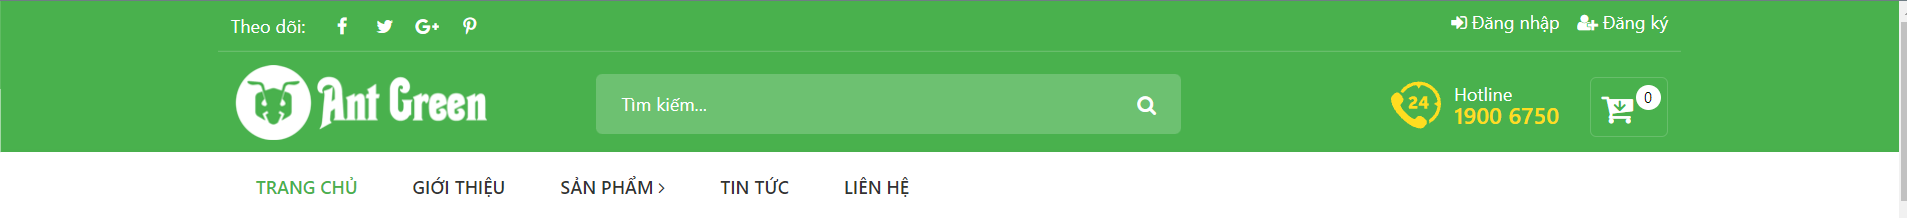 Theo dõi:
Đăng nhập Đăng ký
Ant Green
Tìm kiếm...
24
Hotline
1900 6750
0
TRANG CHỦ GIỚI THIỆU SẢN PHẨM TIN TỨC LIÊN HỆ